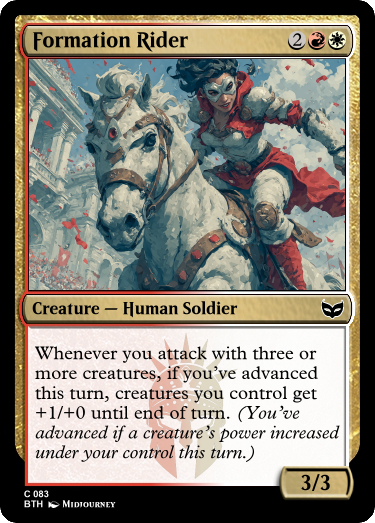 Formation Rider 2
Creature — Human Soldier
Whenever you attack with three or
more creatures, if you've advanced
this turn, creatures you control get
+1/+0 until end of turn. (You've
advanced if a creature's power increased
under your control this turn.)
3/3
C 083
BTH Midjourney